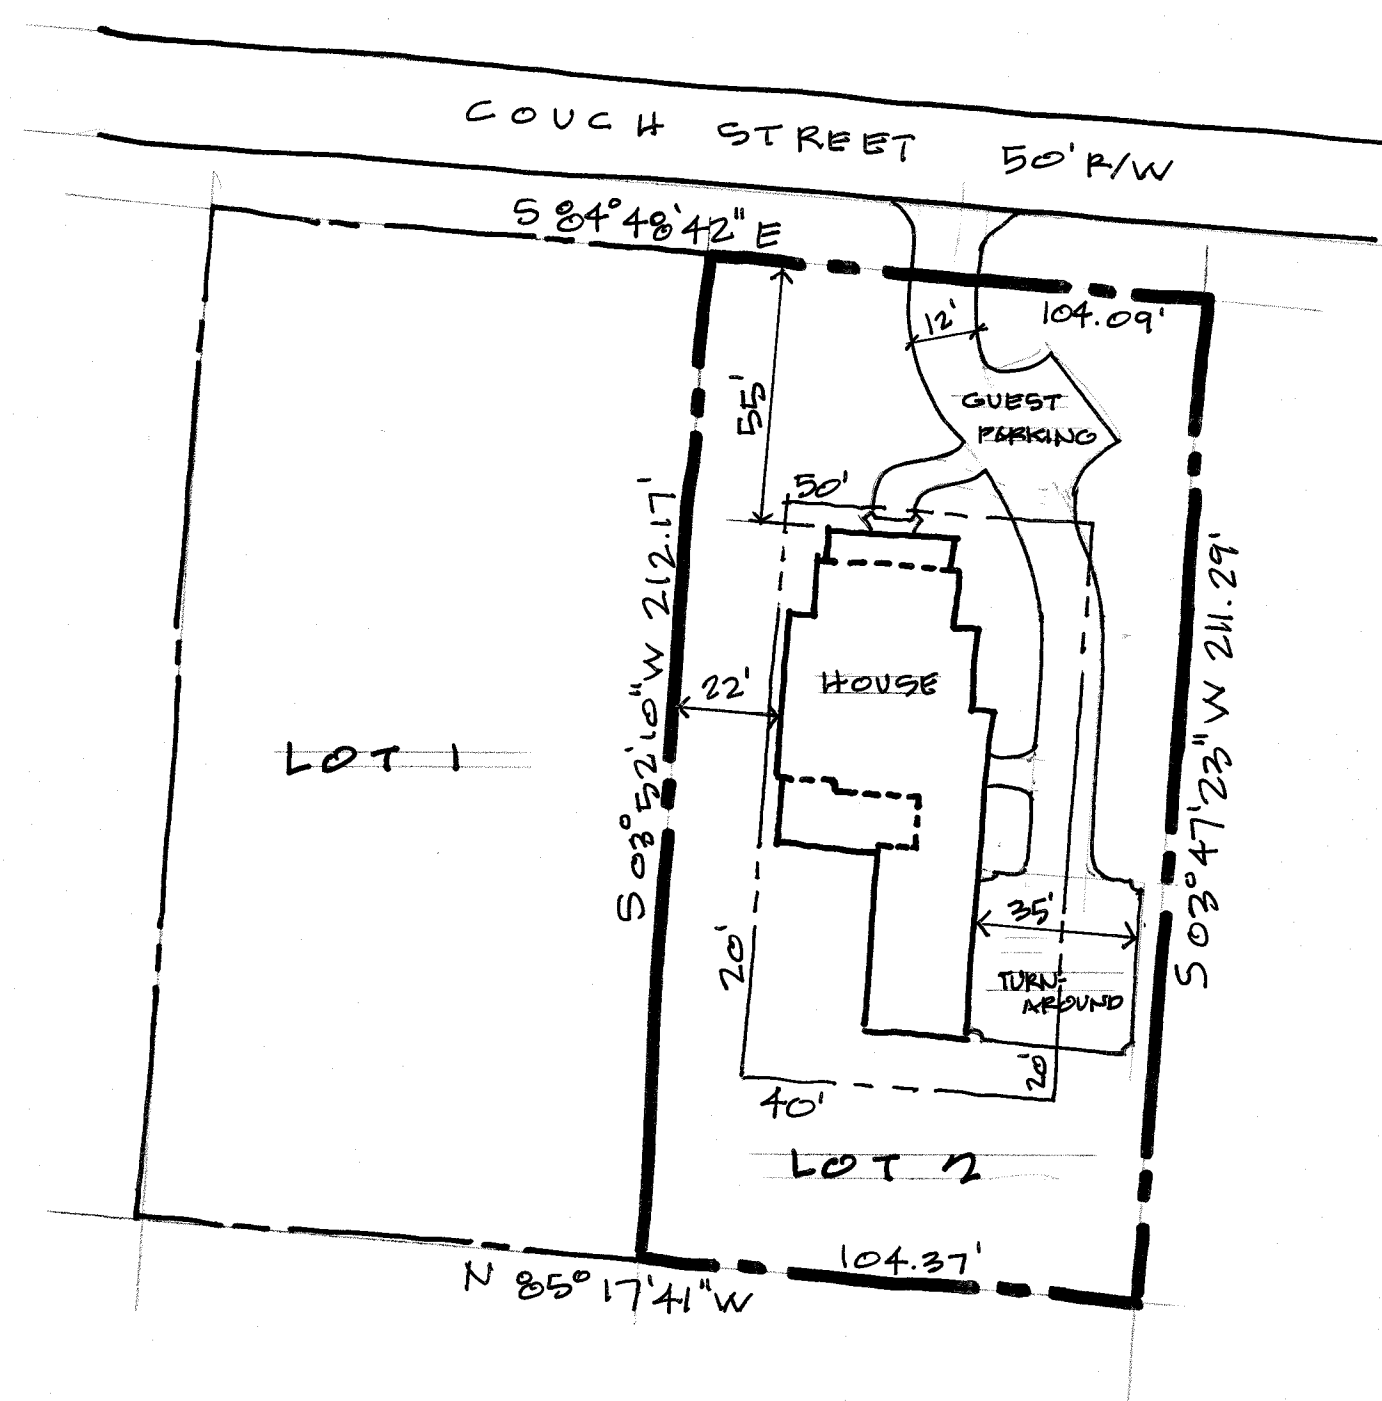 COUCH STREET 50' R/W
S 84° 48' 42" E
104.09'
12'
55'
GUEST
PARKING
50'
S 03° 52' 10" W 212.17'
S 03° 47' 23" W 211.29'
22'
HOUSE
LOT 1
35'
20'
TURN-
AROUND
20'
40'
LOT 2
104.37'
N 85° 17' 41" W